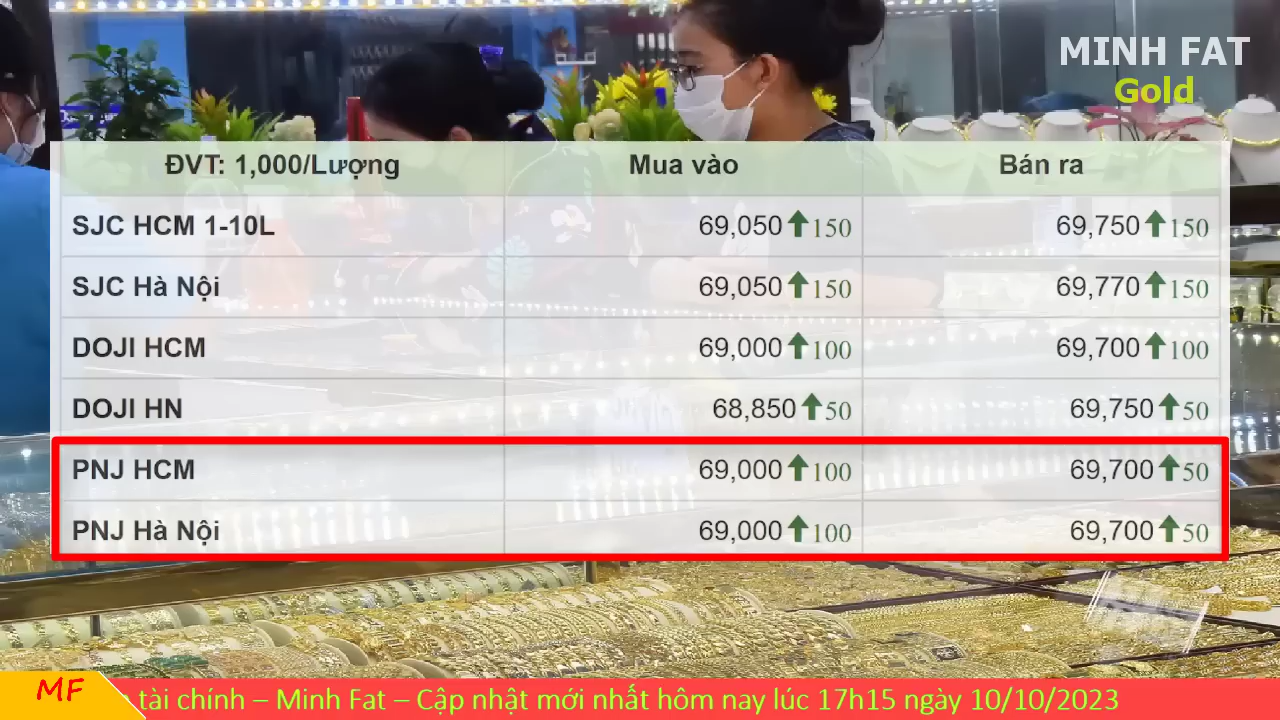 MINH FAT
Gold
ĐVT: 1,000/Lượng Mua vào Bán ra
SJC HCM 1-10L 69,050 150 69,750 150
SJC Hà Nội 69,050 150 69,770 150
DOJI HCM 69,000 100 69,700 100
DOJI HN 68,850 50 69,750 50
PNJ HCM 69,000 100 69,700 50
PNJ Hà Nội 69,000 100 69,700 50
MF tài chính – Minh Fat – Cập nhật mới nhất hôm nay lúc 17h15 ngày 10/10/2023